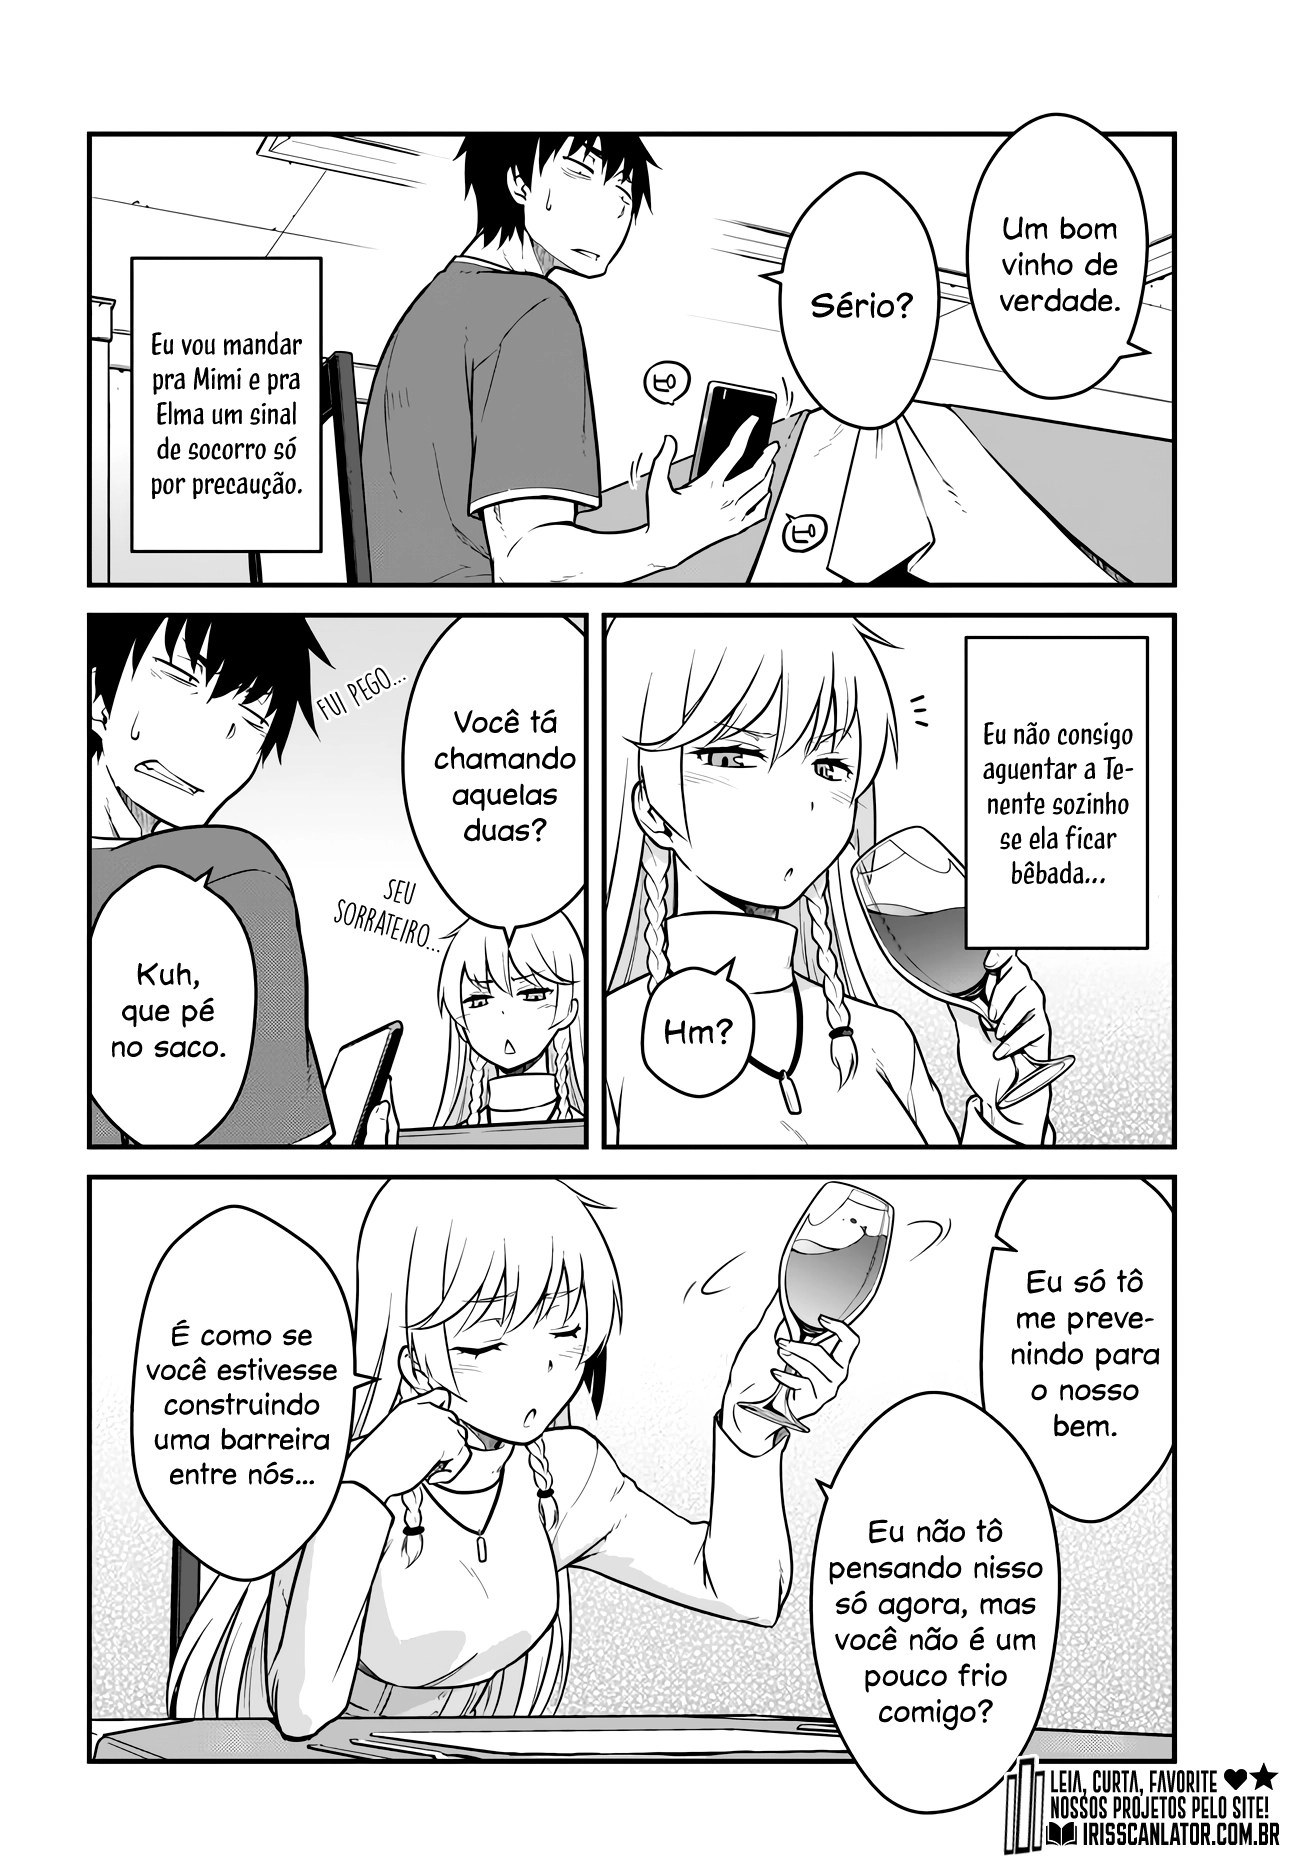 Um bom
vinho de
verdade.
Sério?
Eu vou mandar
pra Mimi e pra
Elma um sinal
de socorro só
por precaução.
Eu não consigo
aguentar a Te-
nente sozinho
se ela ficar
bêbada...
Hm?
Você tá
chamando
aquelas
duas?
FUI PEGO...
SEU
SORRATEIRO...
Kuh,
que pé
no saco.
Eu só tô
me preve-
nindo para
o nosso
bem.
Eu não tô
pensando nisso
só agora, mas
você não é um
pouco frio
comigo?
É como se
você estivesse
construindo
uma barreira
entre nós...
LEIA, CURTA, FAVORITE
NOSSOS PROJETOS PELO SITE!
IRISSCANLATOR.COM.BR